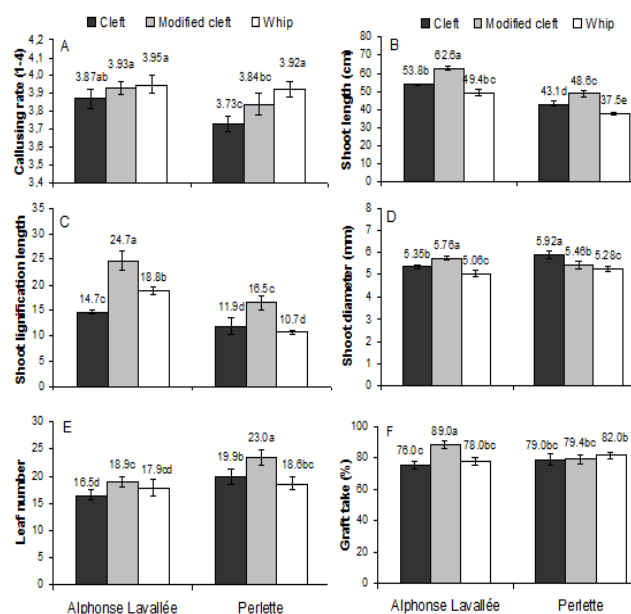 Cleft Modified cleft Whip
A
Callusing rate (1-4)
4,2
4,1
4,0
3,9
3,8
3,7
3,6
3,5
3,4
3.87ab 3.93a 3.95a
3.73c 3.84bc 3.92a
Cleft Modified cleft Whip
B
Shoot length (cm)
80
70
60
50
40
30
20
10
0
53.8b 62.6a 49.4bc
43.1d 48.6c 37.5e
C
Shoot lignification length
35
30
25
20
15
10
5
0
14.7c 24.7a 18.8b
11.9d 16.5c 10.7d
D
Shoot diameter (mm)
8
7
6
5
4
3
2
1
0
5.35b 5.76a 5.06c
5.92a 5.46b 5.28c
E
Leaf number
30
25
20
15
10
5
0
16.5d 18.9c 17.9cd
19.9b 23.0a 18.6bc
Alphonse Lavallée Perlette
F
Graft take (%)
100
80
60
40
20
0
76.0c 89.0a 78.0bc
79.0bc 79.4bc 82.0b
Alphonse Lavallée Perlette